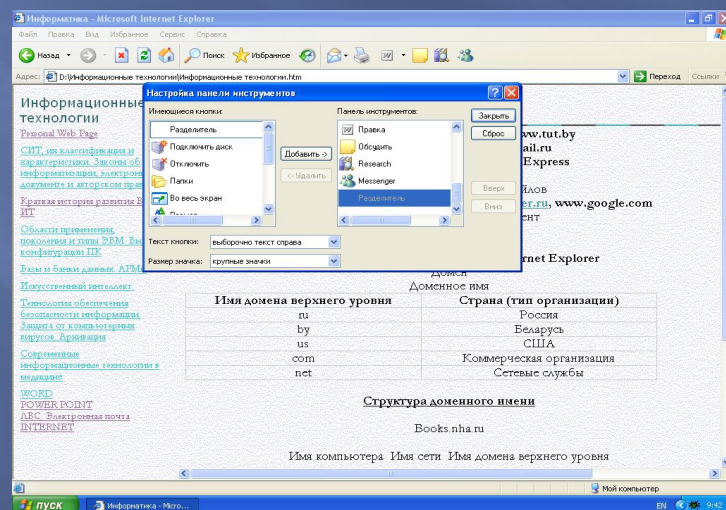 Информатика - Microsoft Internet Explorer
Файл Правка Вид Избранное Сервис Справка
Назад Поиск Избранное
Адрес: D:\Информационные технологии\Информационные технологии.htm Переход Ссылки
Настройка панели инструментов
Имеющиеся кнопки:
Разделитель
Подключить диск
Отключить
Папки
Во весь экран
Добавить ->
<- Удалить
Панель инструментов:
Правка
Обсудить
Research
Messenger
Разделитель
Закрыть
Сброс
Вверх
Вниз
Текст кнопки: выборочно текст справа
Размер значка: крупные значки
Информационные
технологии
Personal Web Page
СИТ, их классификация и
характеристики. Законы об
информатизации, электронн
документе и авторском прав
Краткая история развития В
ИТ
Области применения,
поколения и типы ЭВМ. Вы
конфигурации ПК
Базы и банки данных. АРМ
Искусственный интеллект.
Технология обеспечения
безопасности информации.
Защита от компьютерных
вирусов. Архивация
Современные
информационные технологии в
медицине
WORD
POWER POINT
ABC Электронная почта
INTERNET
ww.tut.by
ail.ru
Express
йлов
er.ru, www.google.com
ент
rnet Explorer
Домен
Доменное имя
Имя домена верхнего уровня Страна (тип организации)
ru Россия
by Беларусь
us США
com Коммерческая организация
net Сетевые службы
Структура доменного имени
Books.nha.ru
Имя компьютера Имя сети Имя домена верхнего уровня
Мой компьютер
пуск Информатика - Micro... EN 9:42